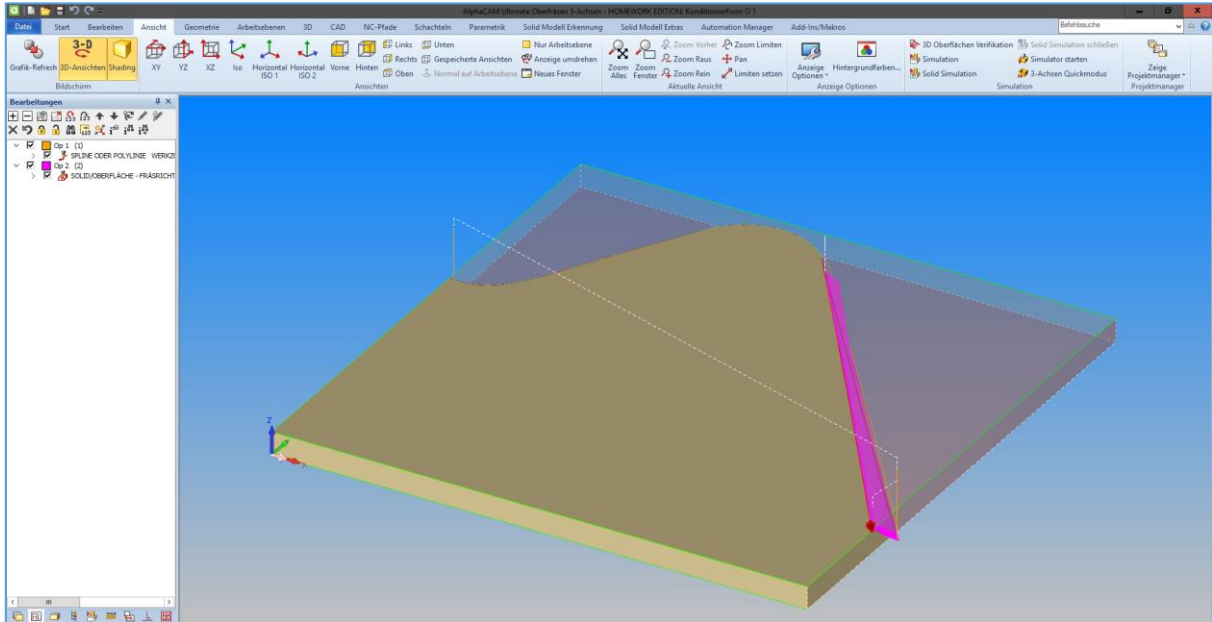 AlphaCAM Ultimate Oberfräsen 5-Achsen - HOMEWORK EDITION: Konditionierform O 1
Datei Start Bearbeiten Ansicht Geometrie Arbeitsebenen 3D CAD NC-Pfade Schachteln Parametrik Solid Modell Erkennung Solid Modell Extras Automation Manager Add-Ins/Makros Befehlssuche
Links Unten Nur Arbeitsebene Zoom Vorher Zoom Limiten 3D Oberflächen Verifikation Solid Simulation schließen
Rechts Gespeicherte Ansichten Anzeige umdrehen Zoom Raus Pan Simulation Simulator starten
Oben Normal auf Arbeitsebene Neues Fenster Zoom Rein Limiten setzen Solid Simulation 3-Achsen Quickmodus
Grafik-Refresh 3D-Ansichten Shading XY YZ XZ Iso Horizontal ISO 1 Horizontal ISO 2 Vorne Hinten Zoom Alles Zoom Fenster Anzeige Optionen Hintergrundfarben... Zeige Projektmanager
Bildschirm Ansichten Aktuelle Ansicht Anzeige Optionen Simulation Projektmanager
Bearbeitungen
Op 1 (1)
SPLINE ODER POLYLINIE WERKZ
Op 2 (2)
SOLID/OBERFLÄCHE - FRÄSRICHT
Z